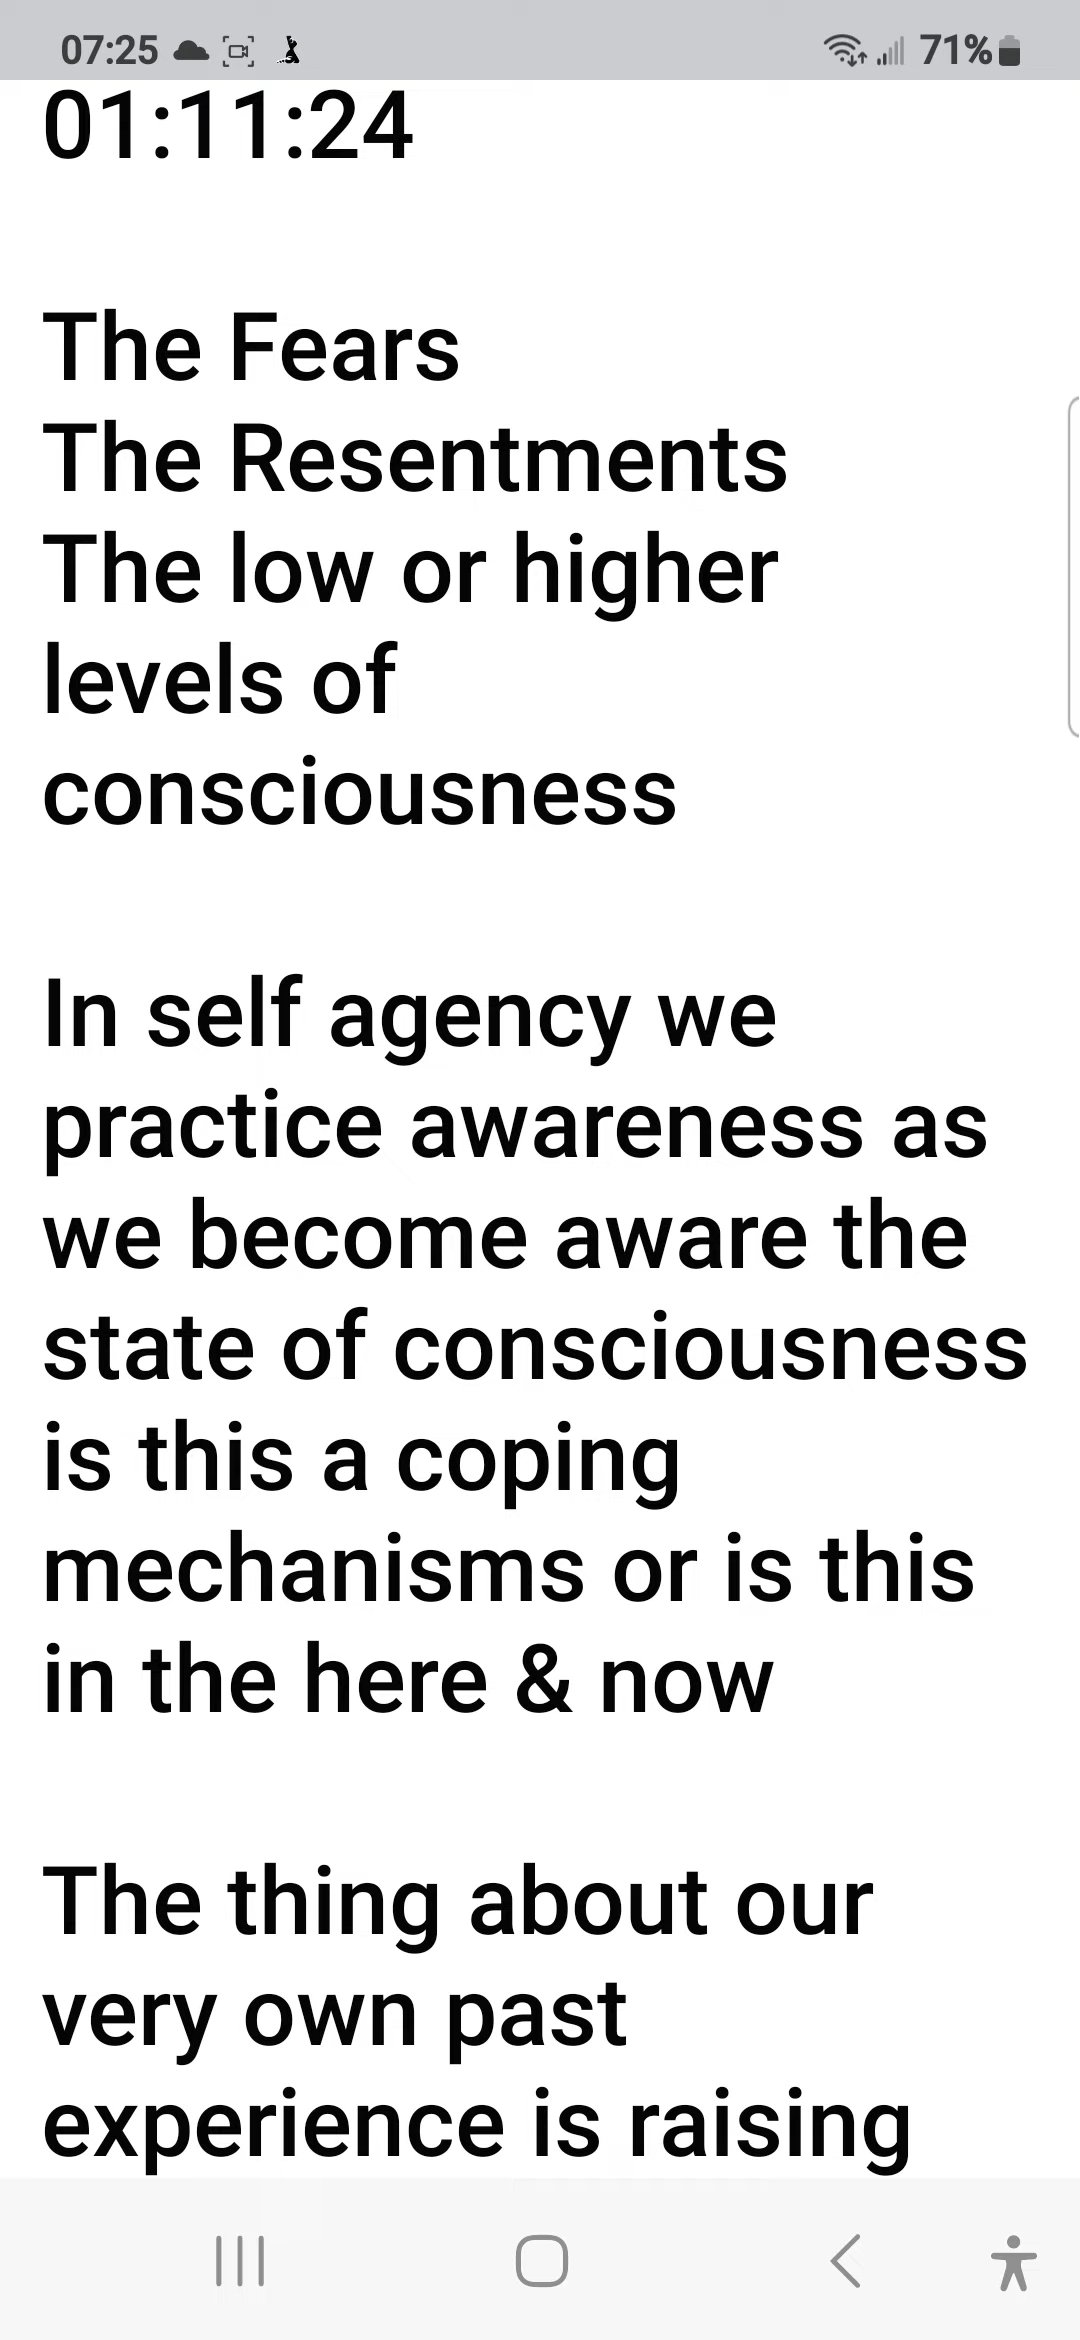 07:25 71%
01:11:24
The Fears
The Resentments
The low or higher
levels of
consciousness
In self agency we
practice awareness as
we become aware the
state of consciousness
is this a coping
mechanisms or is this
in the here & now
The thing about our
very own past
experience is raising